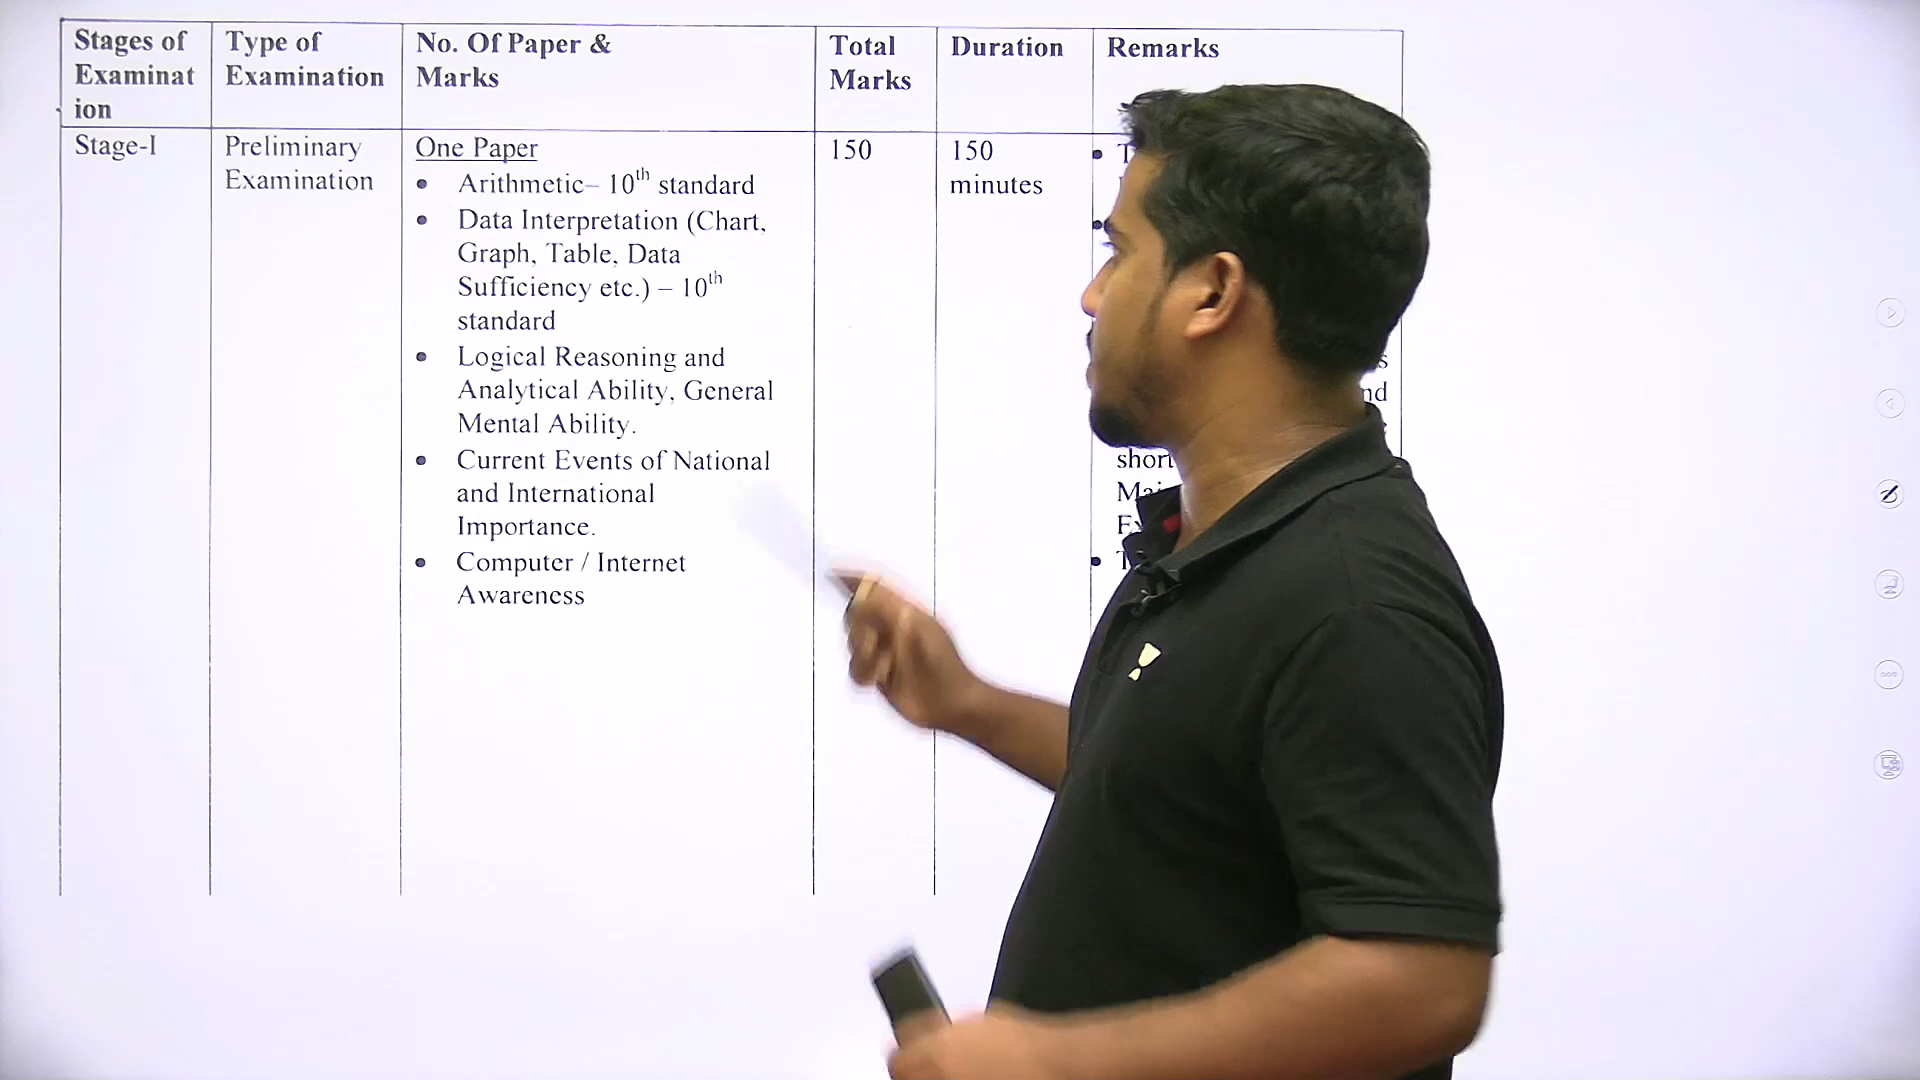 Stages of
Examinat
ion
Type of
Examination
No. Of Paper &
Marks
Total
Marks
Duration
Remarks
Stage-I
Preliminary
Examination
One Paper
• Arithmetic– 10th standard
• Data Interpretation (Chart,
Graph, Table, Data
Sufficiency etc.) – 10th
standard
• Logical Reasoning and
Analytical Ability, General
Mental Ability.
• Current Events of National
and International
Importance.
• Computer / Internet
Awareness
150
150
minutes
short